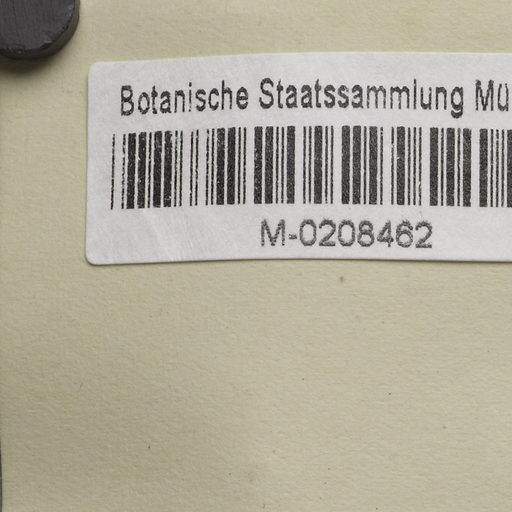 Botanische Staatssammlung Mü
M-0208462